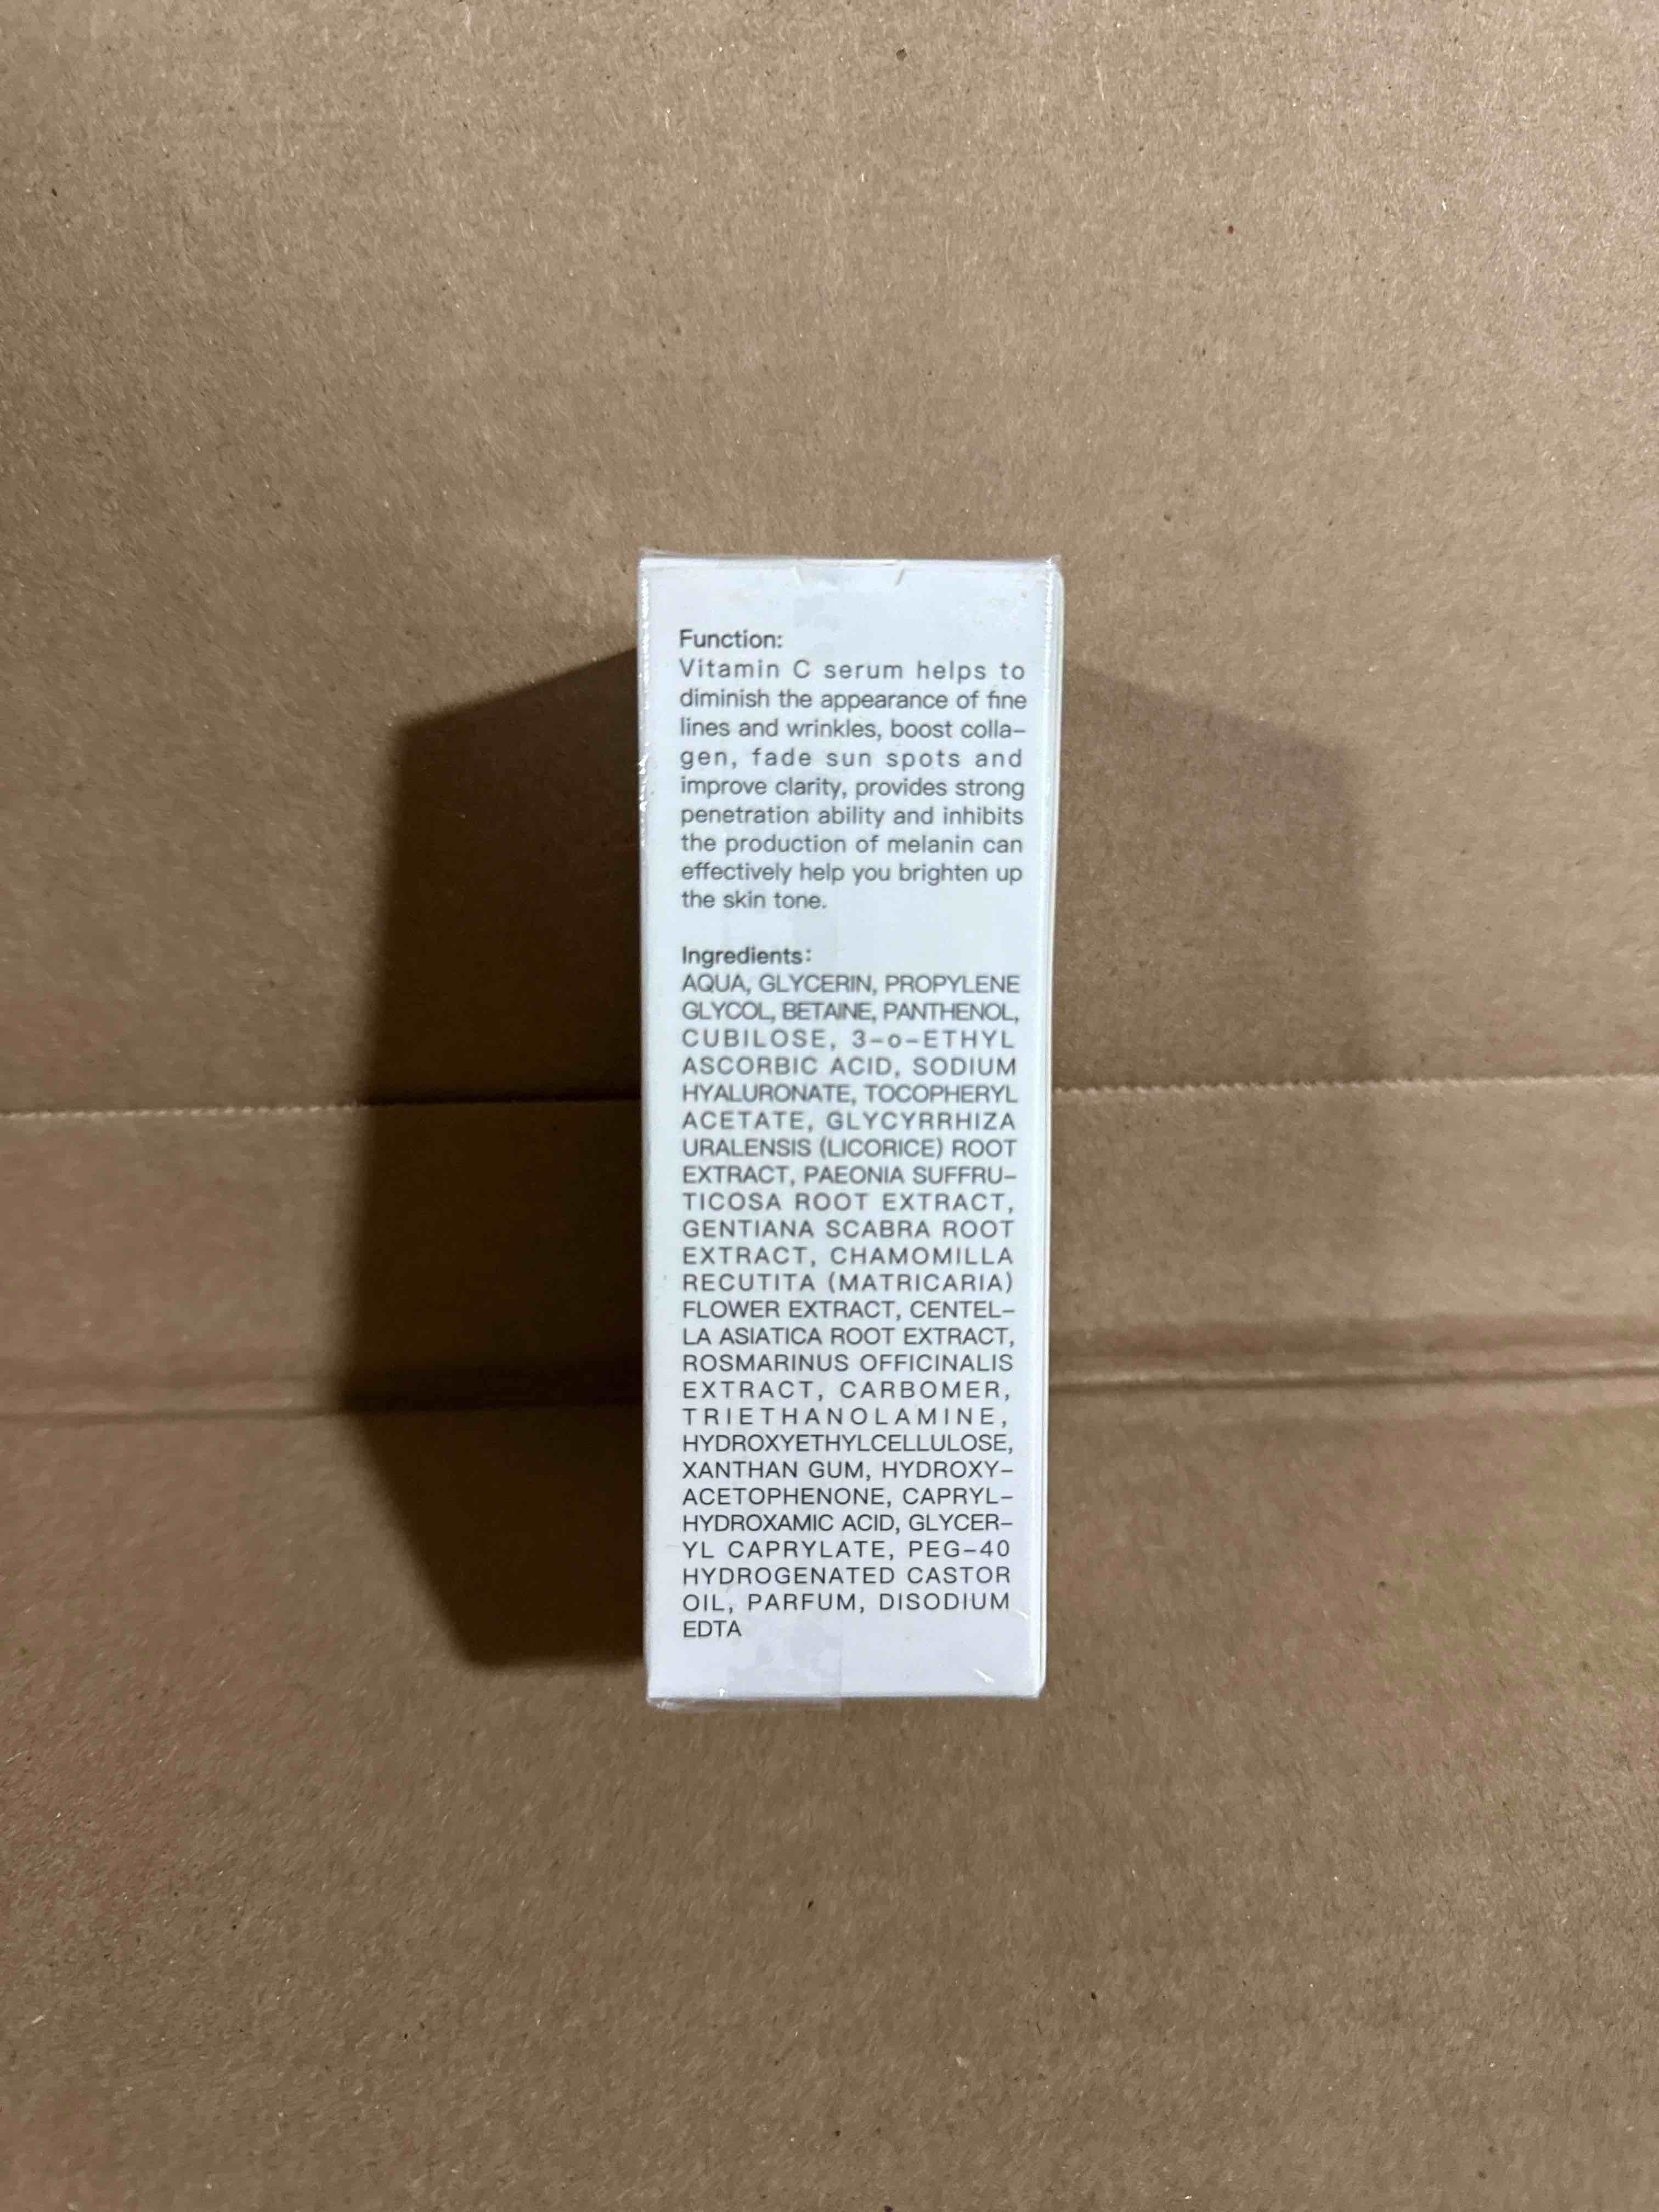 Function:
Vitamin C serum helps to
diminish the appearance of fine
lines and wrinkles, boost colla-
gen, fade sun spots and
improve clarity, provides strong
penetration ability and inhibits
the production of melanin can
effectively help you brighten up
the skin tone.
Ingredients:
AQUA, GLYCERIN, PROPYLENE
GLYCOL, BETAINE, PANTHENOL,
CUBILOSE, 3-o-ETHYL
ASCORBIC ACID, SODIUM
HYALURONATE, TOCOPHERYL
ACETATE, GLYCYRRHIZA
URALENSIS (LICORICE) ROOT
EXTRACT, PAEONIA SUFFRU-
TICOSA ROOT EXTRACT,
GENTIANA SCABRA ROOT
EXTRACT, CHAMOMILLA
RECUTITA (MATRICARIA)
FLOWER EXTRACT, CENTEL-
LA ASIATICA ROOT EXTRACT,
ROSMARINUS OFFICINALIS
EXTRACT, CARBOMER,
TRIETHANOLAMINE,
HYDROXYETHYLCELLULOSE,
XANTHAN GUM, HYDROXY-
ACETOPHENONE, CAPRYL-
HYDROXAMIC ACID, GLYCER-
YL CAPRYLATE, PEG-40
HYDROGENATED CASTOR
OIL, PARFUM, DISODIUM
EDTA